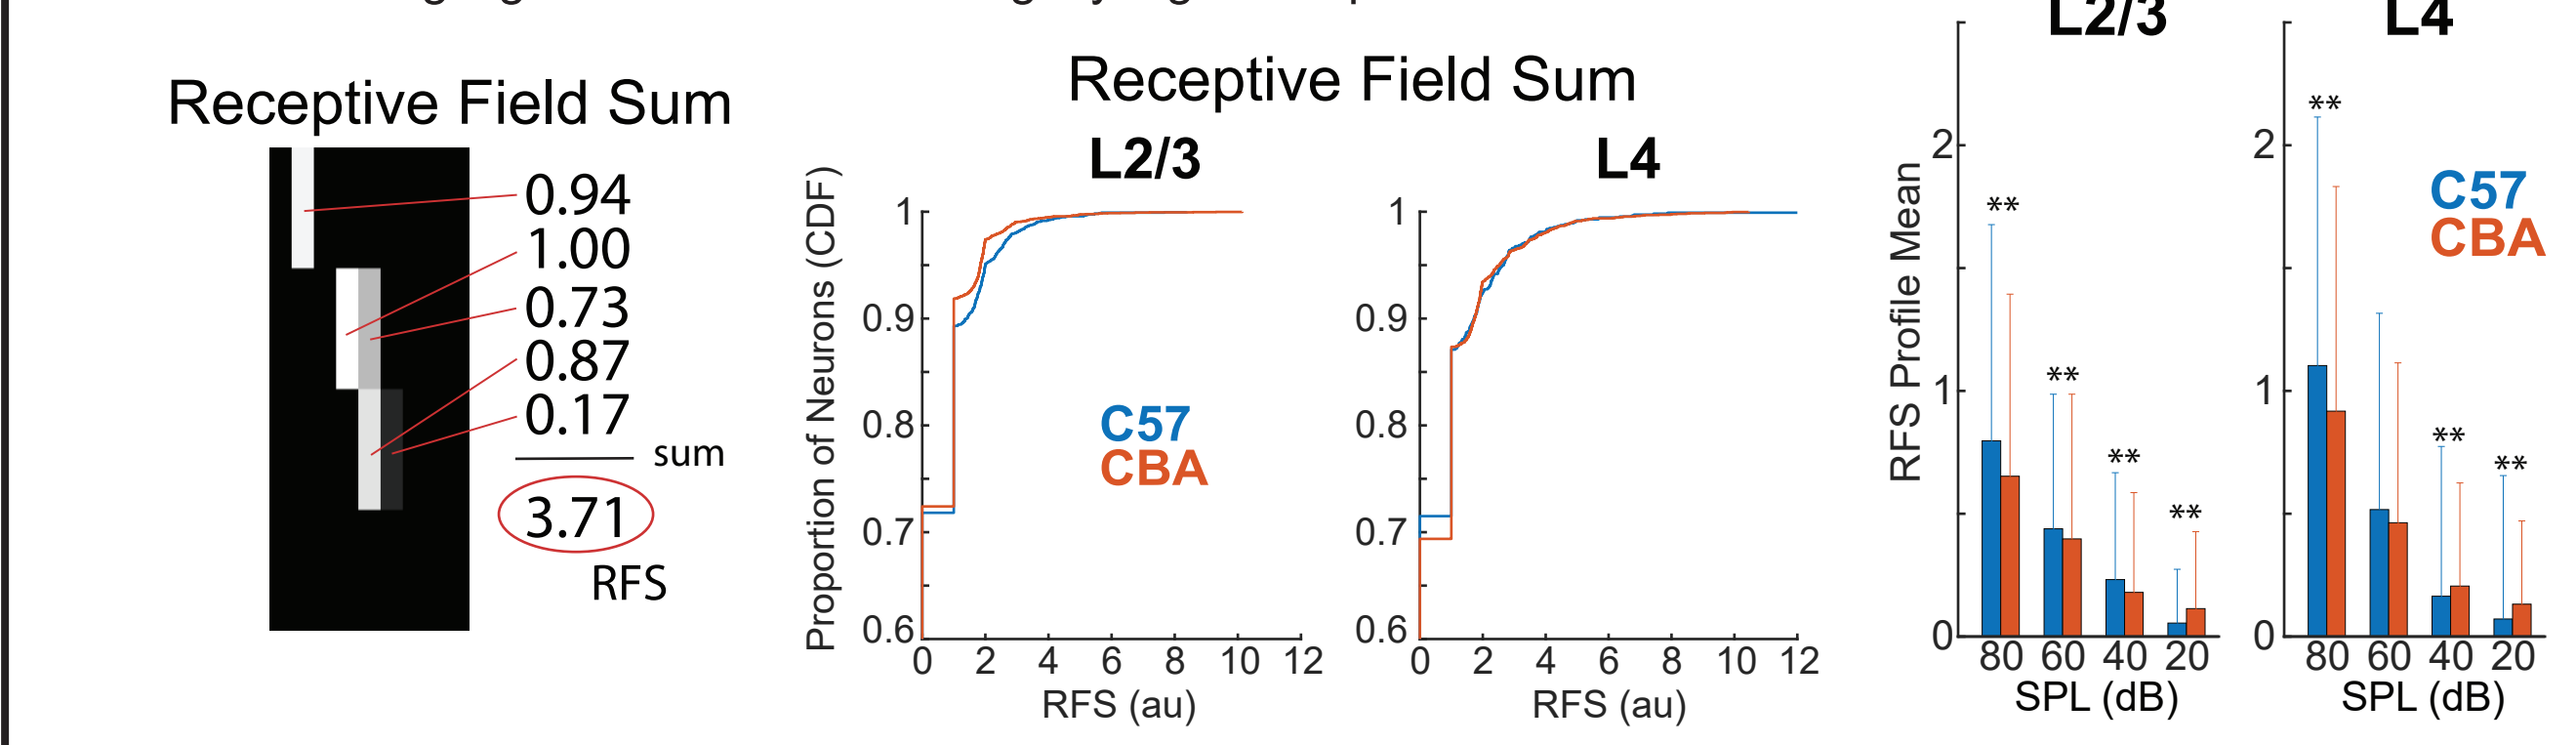 Receptive Field Sum
0.94
1.00
0.73
0.87
0.17
sum
3.71
RFS
Receptive Field Sum
L2/3
Proportion of Neurons (CDF)
1
0.9
0.8
0.7
0.6
C57
CBA
0 2 4 6 8 10 12
RFS (au)
L4
1
0.9
0.8
0.7
0.6
0 2 4 6 8 10 12
RFS (au)
L2/3
RFS Profile Mean
2
1
0
**
**
**
**
80 60 40 20
SPL (dB)
L4
2
1
0
**
**
**
C57
CBA
80 60 40 20
SPL (dB)